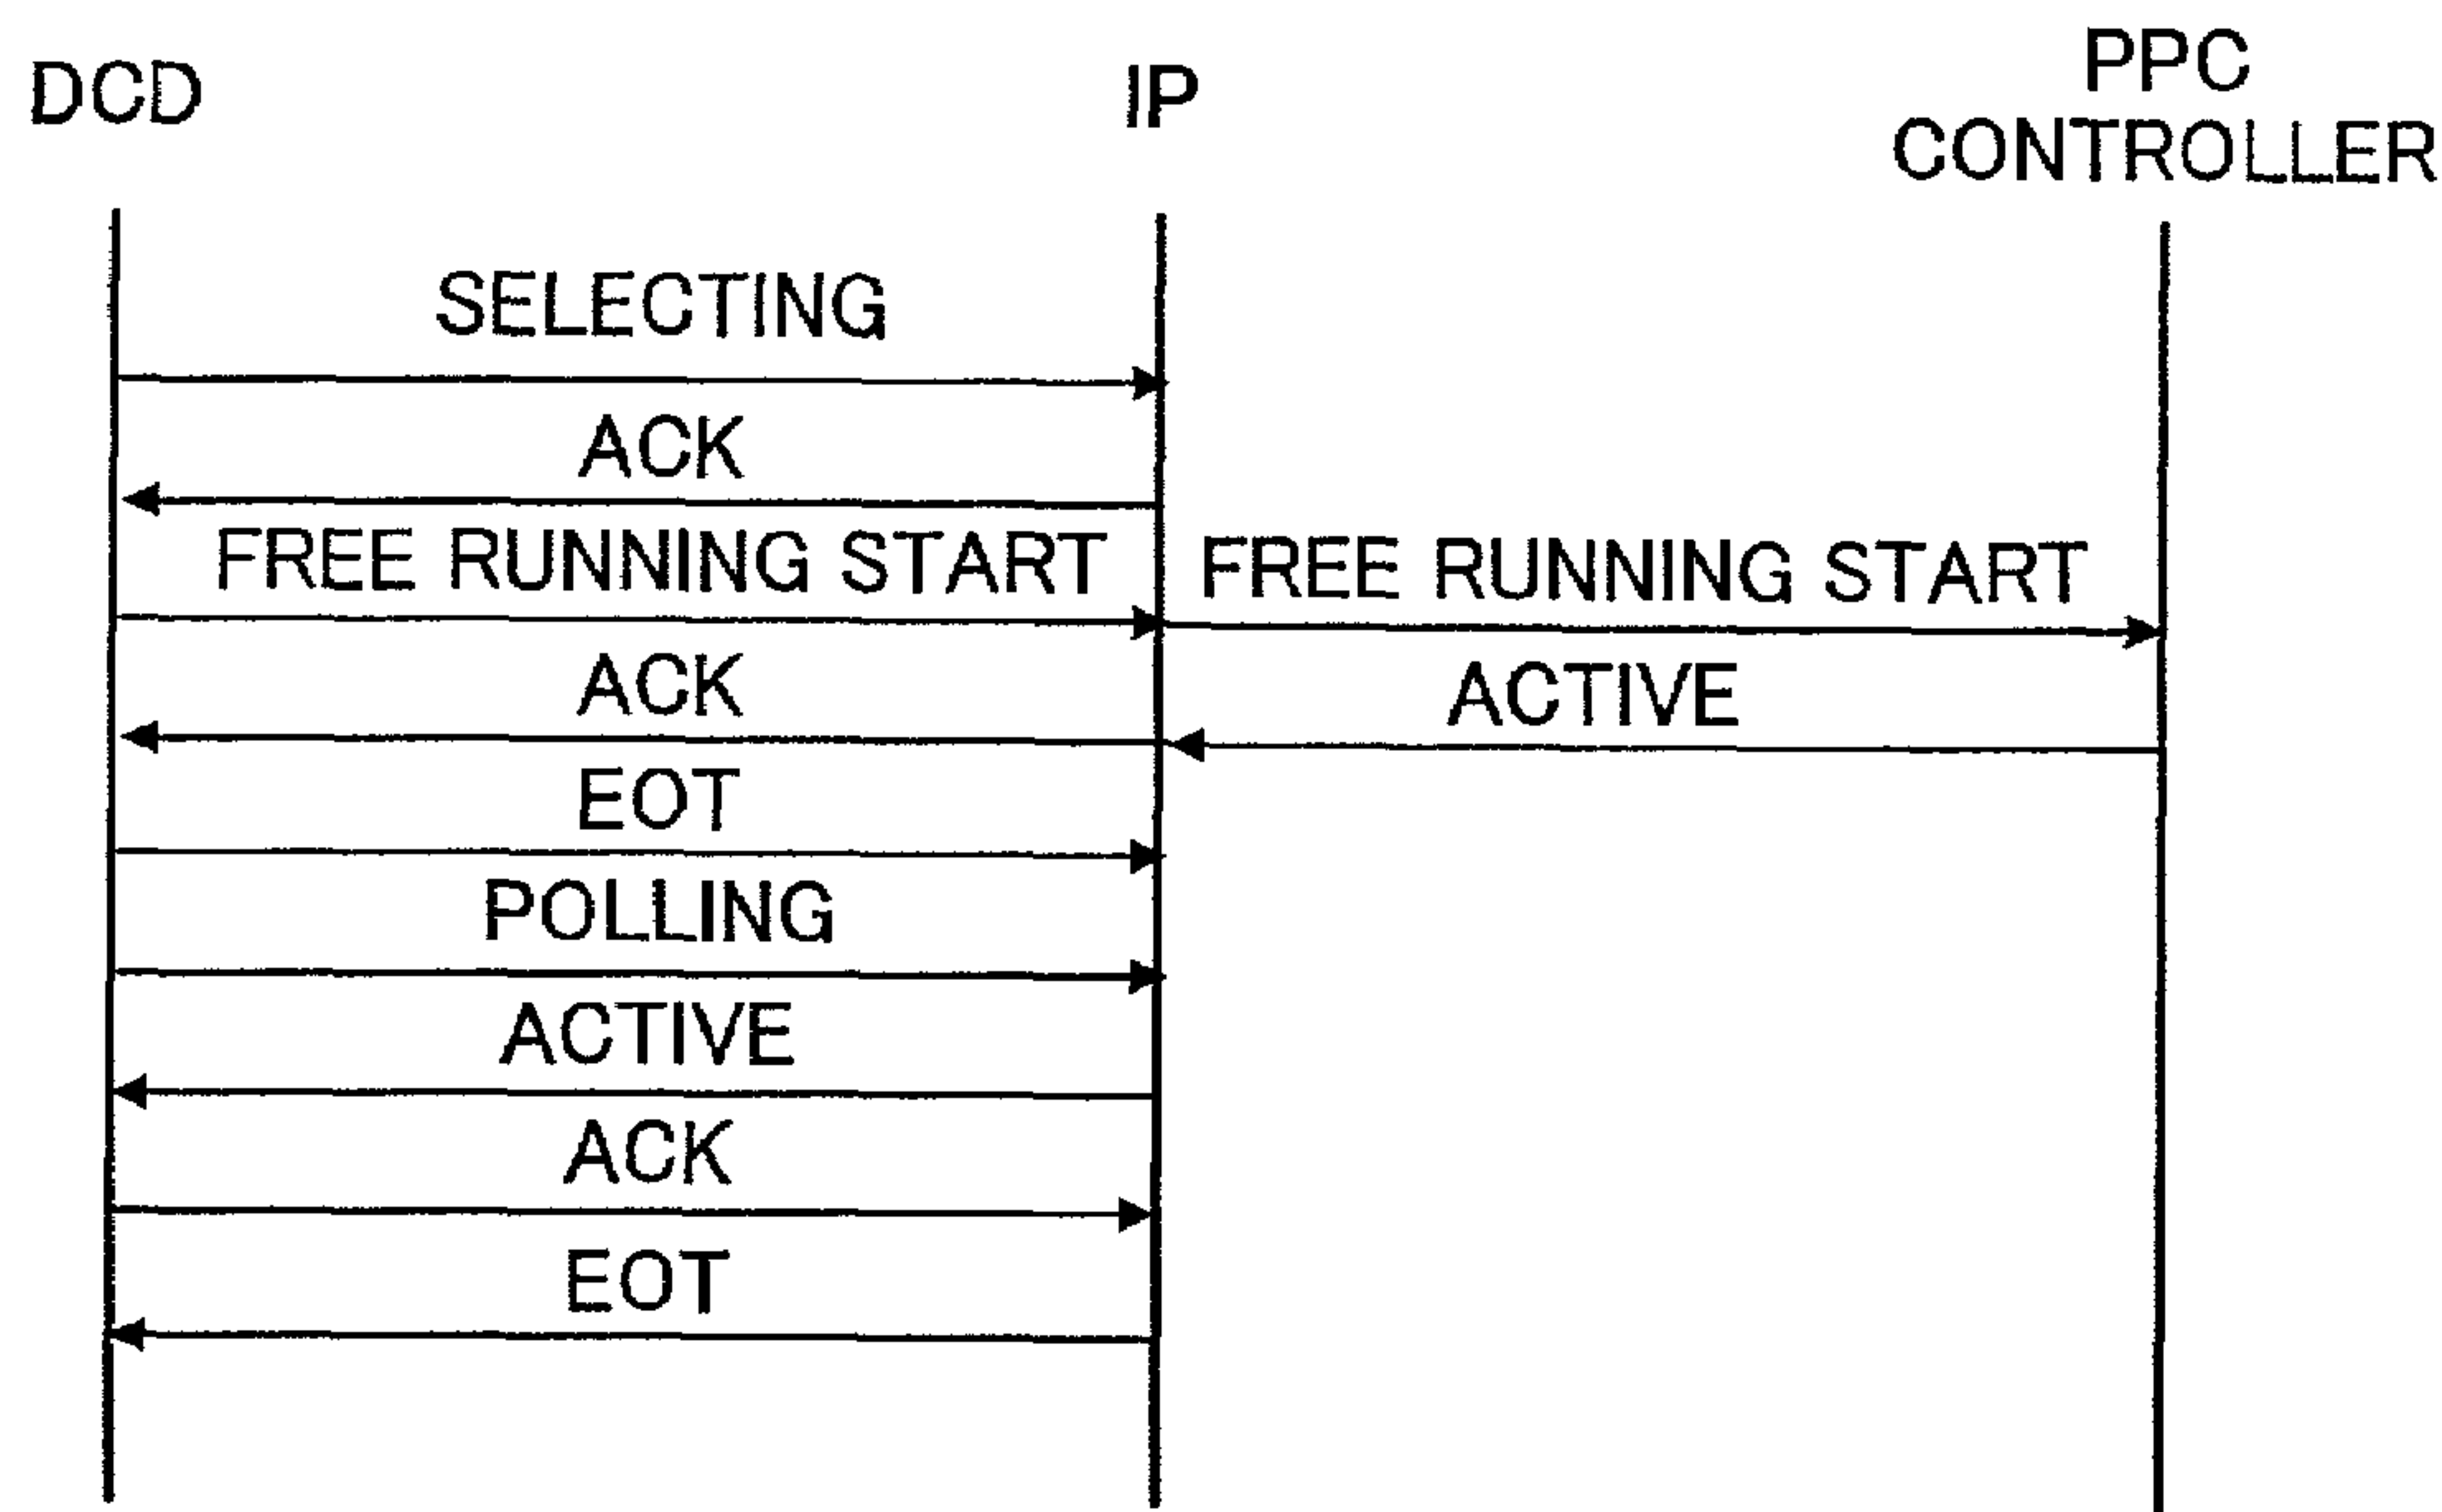 DCD
IP
PPC
CONTROLLER
SELECTING
ACK
FREE RUNNING START
FREE RUNNING START
ACK
ACTIVE
EOT
POLLING
ACTIVE
ACK
EOT